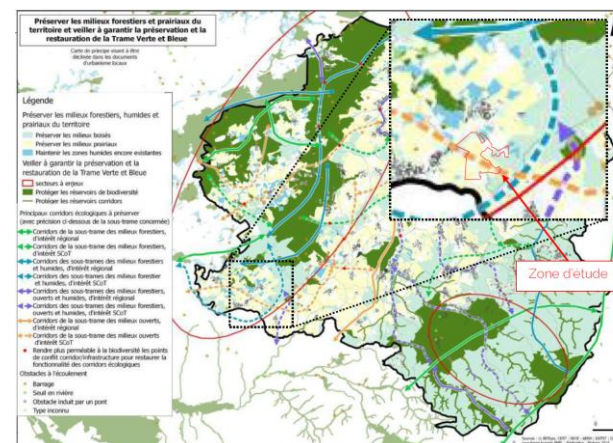 Préserver les milieux forestiers et prairiaux du
territoire et veiller à garantir la préservation et la
restauration de la Trame Verte et Bleue
Carte de principe visant à être
déclinée dans les documents
d'urbanisme locaux
Légende
Préserver les milieux forestiers, humides et
prairiaux du territoire
Préserver les milieux boisés
Préserver les milieux prairiaux
Maintenir les zones humides encore existantes
Veiller à garantir la préservation et la
restauration de la Trame Verte et Bleue
secteurs à enjeux
Protéger les réservoirs de biodiversité
Protéger les réservoirs corridors
Principaux corridors écologiques à préserver
(avec précision ci-dessous de la sous-trame concernée)
Corridors de la sous-trame des milieux forestiers,
d'intérêt régional
Corridors de la sous-trame des milieux forestiers,
d'intérêt SCoT
Corridors des sous-trames des milieux forestiers
et humides, d'intérêt régional
Corridors des sous-trames des milieux forestier
et humides, d'intérêt SCoT
Corridors des sous-trames des milieux forestiers,
ouverts et humides, d'intérêt régional
Corridors des sous-trames des milieux forestiers,
ouverts et humides, d'intérêt SCoT
Corridors de la sous-trame des milieux ouverts,
d'intérêt régional
Corridors de la sous-trame des milieux ouverts
d'intérêt SCoT
Rendre plus perméable à la biodiversité les points
de conflit corridor/infrastructure pour restaurer la
fonctionnalité des corridors écologiques
Obstacles à l'écoulement
Barrage
Seuil en rivière
Obstacle induit par un pont
Type inconnu
Zone d'étude